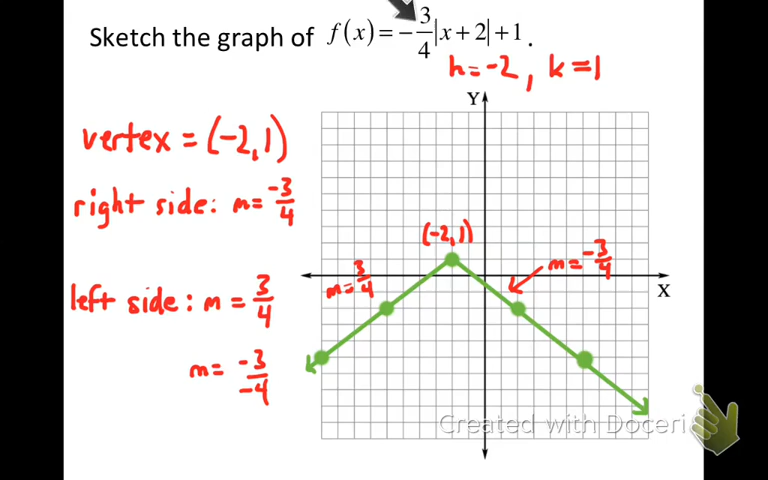 Sketch the graph of f(x) = -3/4|x+2|+1.
h=-2, k=1
Y
vertex = (-2,1)
right side: m=-3/4
(-2,1)
m=-3/4
m=3/4
X
left side: m=3/4
m=-3/-4
Created with Doceri